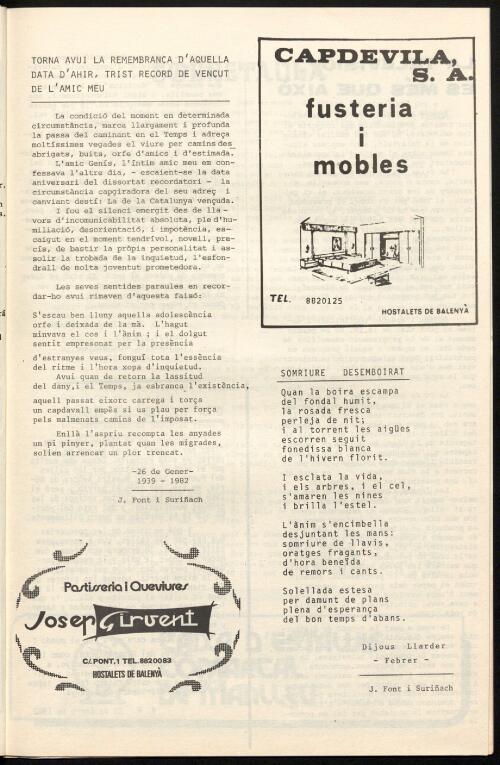 TORNA AVUI LA REMEMBRANÇA D'AQUELLA
DATA D'AHIR, TRIST RECORD DE VENÇUT
DE L'AMIC MEU
La condició del moment en determinada
circumstància, marca llargament i profunda
la passa del caminant en el Temps i adreça
moltíssimes vegades el viure per camins des_
abrigats, buits, orfe d'amics i d'estimada.
L'amic Genís, l'íntim amic meu em con-
fessava l'altre dia, - escaient-se la data
aniversari del dissortat recordatori - la
circumstància capgiradora del seu adreç i
canviant destí: La de la Catalunya vençuda.
I fou el silenci emergit des de lla-
vors d'incomunicabilitat absoluta, ple d'hu-
miliació, desorientació, i impotència, es-
caigut en el moment tendrívol, novell, pre-
cís, de bastir la pròpia personalitat i as-
solir la trobada de la inquietud, l'esfon-
drall de molta joventut prometedora.
Les seves sentides paraules en recor-
dar-ho avui rimaven d'aquesta faisó:
S'escau ben lluny aquella adolescència
orfe i deixada de la mà. L'hagut
minvava el cos i l'ànim ; i el dolgut
sentit empresonat per la presència
d'estranyes veus, fongué tota l'essència
del ritme i l'hora xopa d'inquietud.
Avui quan de retorn la lassitud
del dany, i el Temps, ja esbranca l'existència,
aquell passat eixorc carrega i torça
un capdavall empès si us plau per força
pels malmenats camins de l'imposat.
Enllà l'aspriu recompta les anyades
un pi pinyer, plantat quan les migrades,
solien arrencar un plor trencat.
-26 de Gener-
1939 - 1982
J. Font i Suriñach
Pastisseria i Queviures
Josep Girvent
C/. PONT, 1 TEL. 8820083
HOSTALETS DE BALENYÀ
CAPDEVILA,
S. A.
fusteria
i
mobles
TEL. 8820125
HOSTALETS DE BALENYÀ
SOMRIURE DESEMBOIRAT
Quan la boira escampa
del fondal humit,
la rosada fresca
perleja de nit;
i al torrent les aigües
escorren seguit
fonedissa blanca
de l'hivern florit.
I esclata la vida,
i els arbres, i el cel,
s'amaren les nines
i brilla l'estel.
L'ànim s'encimbella
desjuntant les mans:
somriure de llavis,
oratges fragants,
d'hora beneïda
de remors i cants.
Solellada estesa
per damunt de plans
plena d'esperança
del bon temps d'abans.
Dijous Llarder
- Febrer -
J. Font i Suriñach